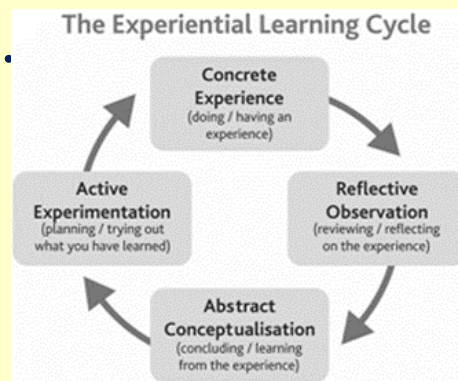 The Experiential Learning Cycle
Concrete
Experience
(doing / having an
experience)
Active
Experimentation
(planning / trying out
what you have learned)
Reflective
Observation
(reviewing / reflecting
on the experience)
Abstract
Conceptualisation
(concluding / learning
from the experience)